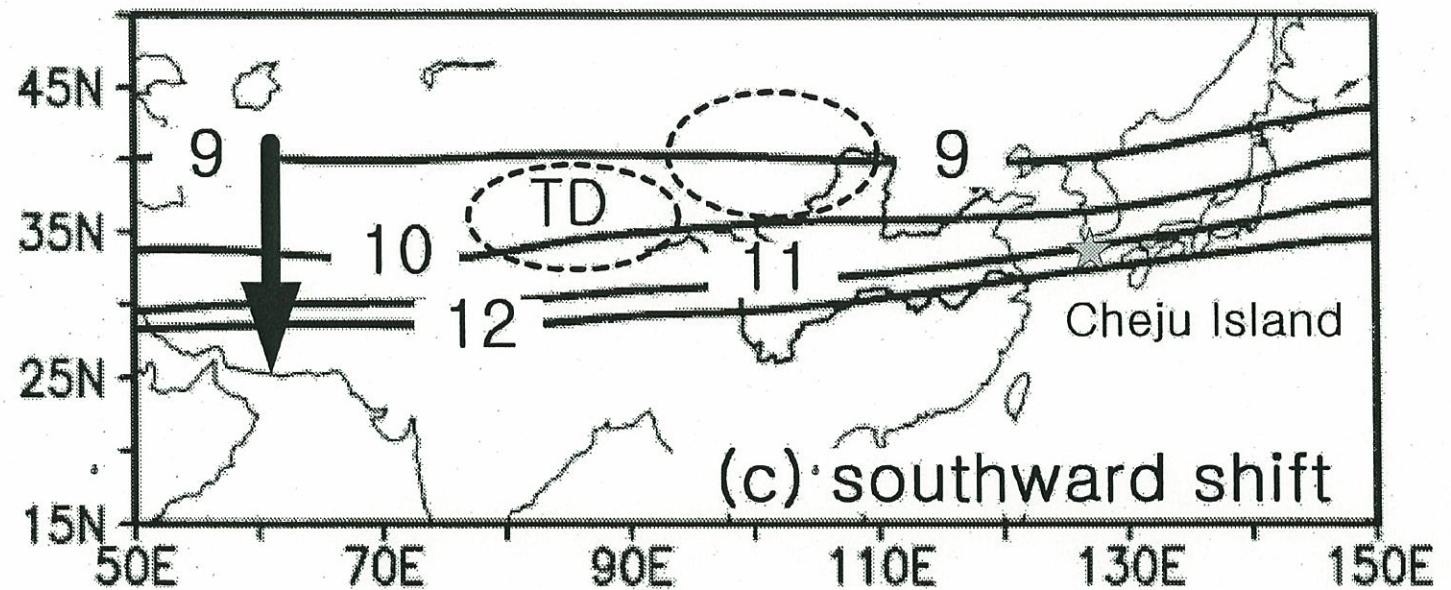 45N
9
9
TD
35N
10
11
12
Cheju Island
25N
(c) southward shift
15N
50E 70E 90E 110E 130E 150E